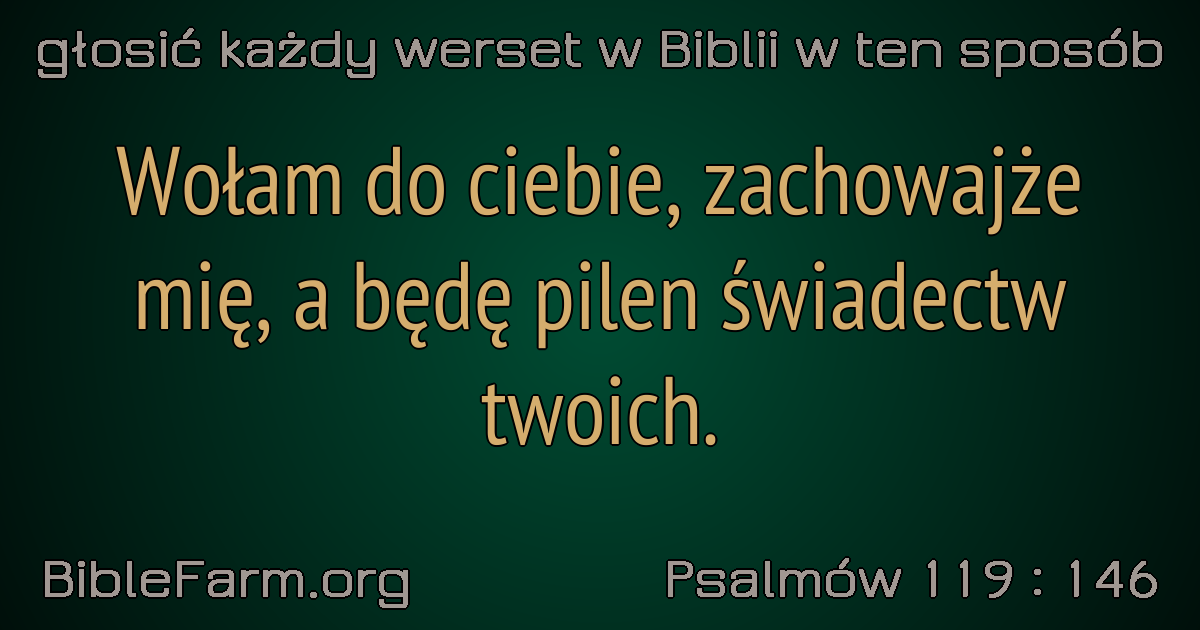 głosić każdy werset w Biblii w ten sposób
Wołam do ciebie, zachowajże
mię, a będę pilen świadectw
twoich.
BibleFarm.org
Psalmów 119 : 146